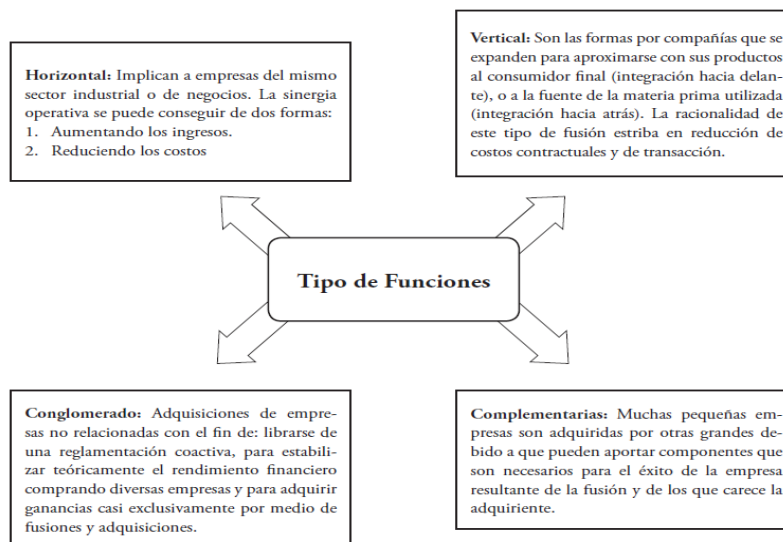 Horizontal: Implican a empresas del mismo
sector industrial o de negocios. La sinergia
operativa se puede conseguir de dos formas:
1. Aumentando los ingresos.
2. Reduciendo los costos
Vertical: Son las formas por compañías que se
expanden para aproximarse con sus productos
al consumidor final (integración hacia delan-
te), o a la fuente de la materia prima utilizada
(integración hacia atrás). La racionalidad de
este tipo de fusión estriba en reducción de
costos contractuales y de transacción.
Tipo de Funciones
Conglomerado: Adquisiciones de empre-
sas no relacionadas con el fin de: librarse de
una reglamentación coactiva, para estabili-
zar teóricamente el rendimiento financiero
comprando diversas empresas y para adquirir
ganancias casi exclusivamente por medio de
fusiones y adquisiciones.
Complementarias: Muchas pequeñas em-
presas son adquiridas por otras grandes de-
bido a que pueden aportar componentes que
son necesarios para el éxito de la empresa
resultante de la fusión y de los que carece la
adquiriente.